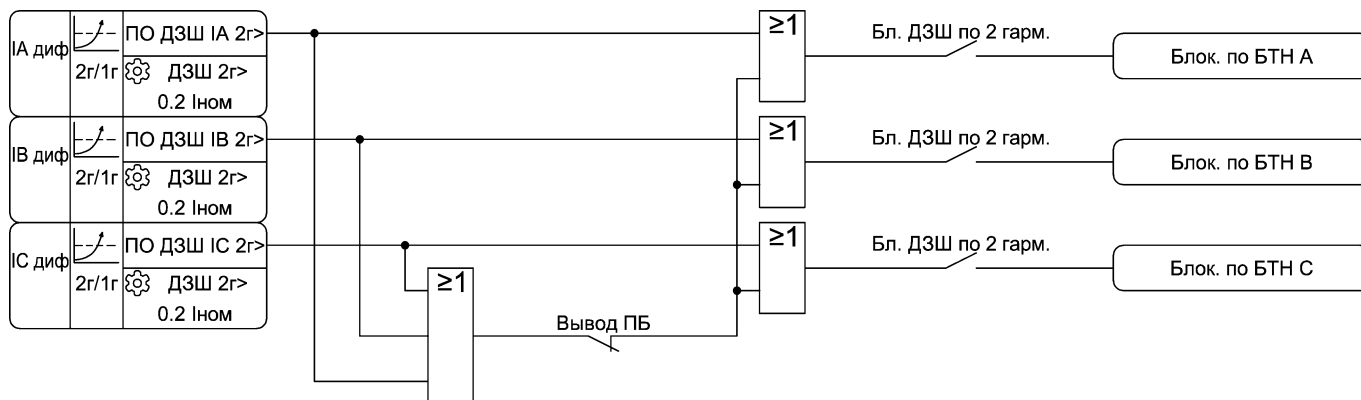 IA диф
ПО ДЗШ IA 2г>
2г/1г
ДЗШ 2г>
0.2 Iном
≥1
Бл. ДЗШ по 2 гарм.
Блок. по БТН A
IB диф
ПО ДЗШ IB 2г>
2г/1г
ДЗШ 2г>
0.2 Iном
≥1
Бл. ДЗШ по 2 гарм.
Блок. по БТН B
IC диф
ПО ДЗШ IC 2г>
2г/1г
ДЗШ 2г>
0.2 Iном
≥1
Бл. ДЗШ по 2 гарм.
Блок. по БТН C
≥1
Вывод ПБ